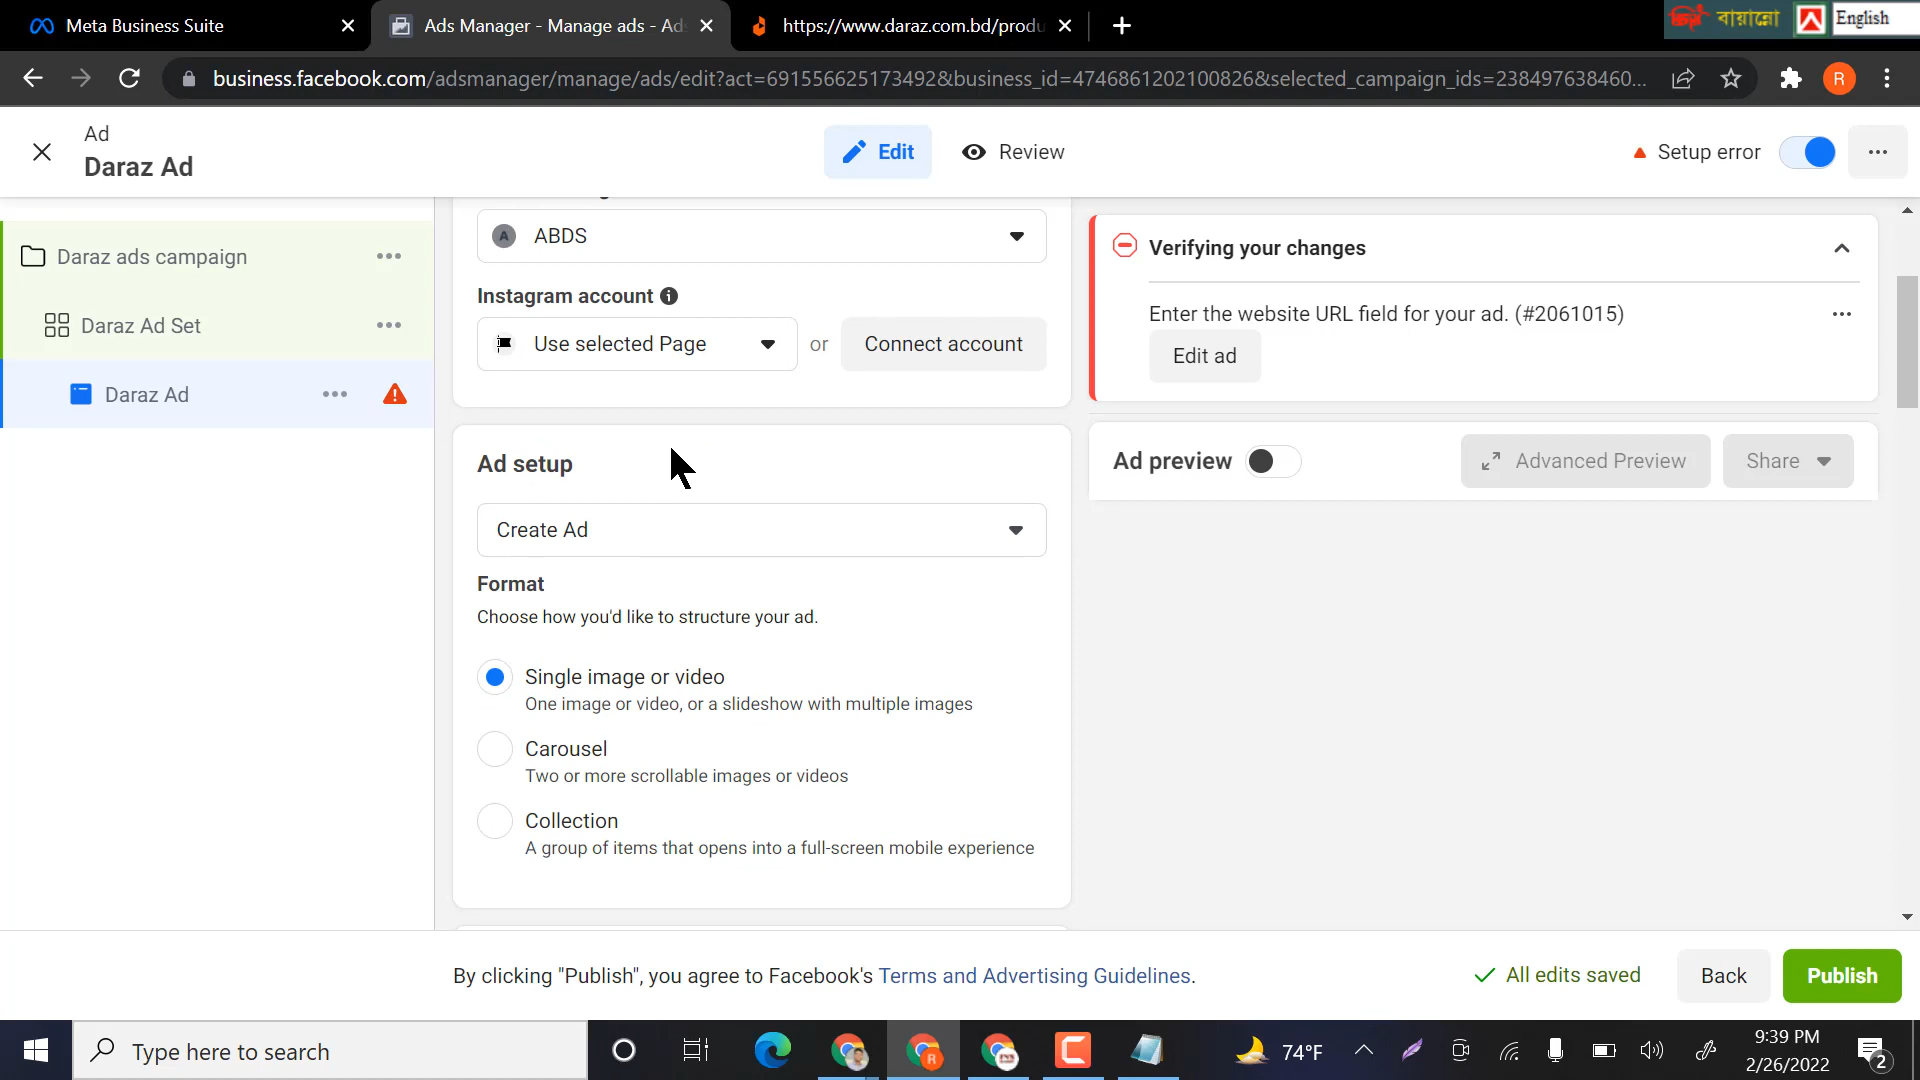 Meta Business Suite
Ads Manager - Manage ads - Ad
https://www.daraz.com.bd/produ
বায়ান্নো
English
business.facebook.com/adsmanager/manage/ads/edit?act=691556625173492&business_id=4746861202100826&selected_campaign_ids=238497638460...
R
Ad
Daraz Ad
Edit
Review
Setup error
Daraz ads campaign
Daraz Ad Set
Daraz Ad
A
ABDS
Instagram account
Use selected Page
or
Connect account
Ad setup
Create Ad
Format
Choose how you'd like to structure your ad.
Single image or video
One image or video, or a slideshow with multiple images
Carousel
Two or more scrollable images or videos
Collection
A group of items that opens into a full-screen mobile experience
Verifying your changes
Enter the website URL field for your ad. (#2061015)
Edit ad
Ad preview
Advanced Preview
Share
By clicking "Publish", you agree to Facebook's Terms and Advertising Guidelines.
All edits saved
Back
Publish
Type here to search
R
74°F
9:39 PM
2/26/2022
2